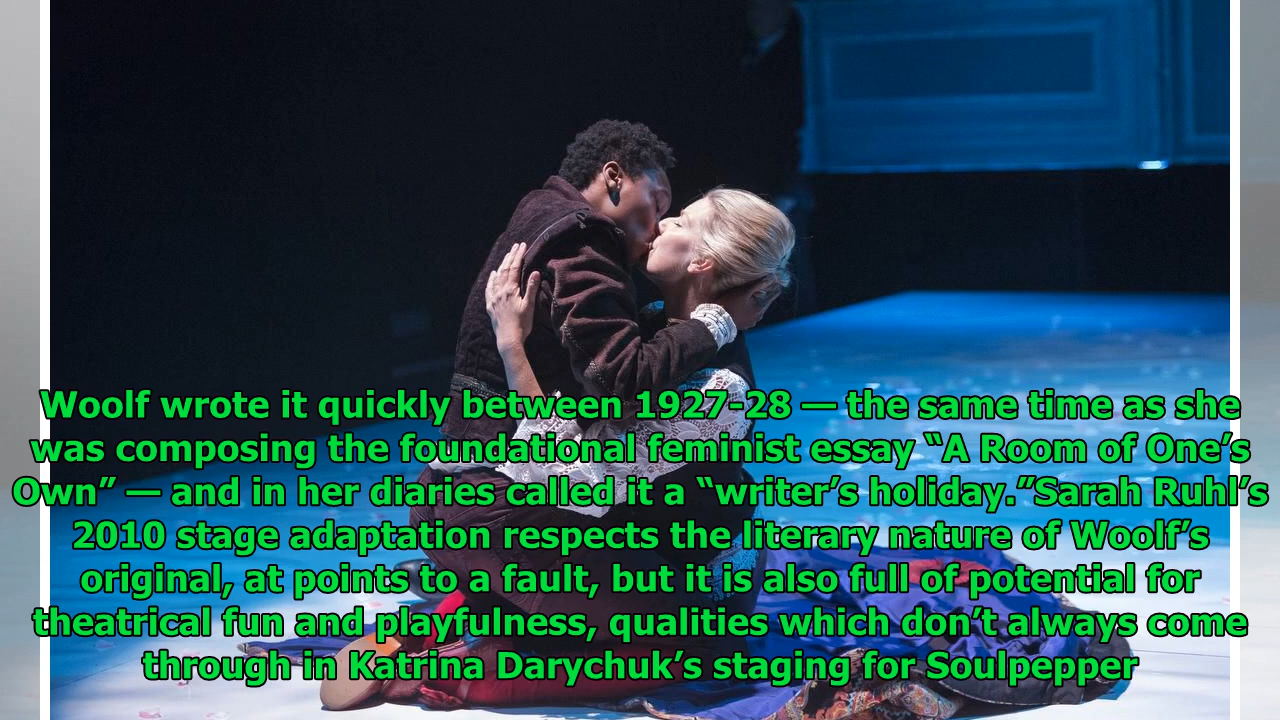 Woolf wrote it quickly between 1927-28 — the same time as she
was composing the foundational feminist essay “A Room of One’s
Own” — and in her diaries called it a “writer’s holiday.”Sarah Ruhl’s
2010 stage adaptation respects the literary nature of Woolf’s
original, at points to a fault, but it is also full of potential for
theatrical fun and playfulness, qualities which don’t always come
through in Katrina Darychuk’s staging for Soulpepper